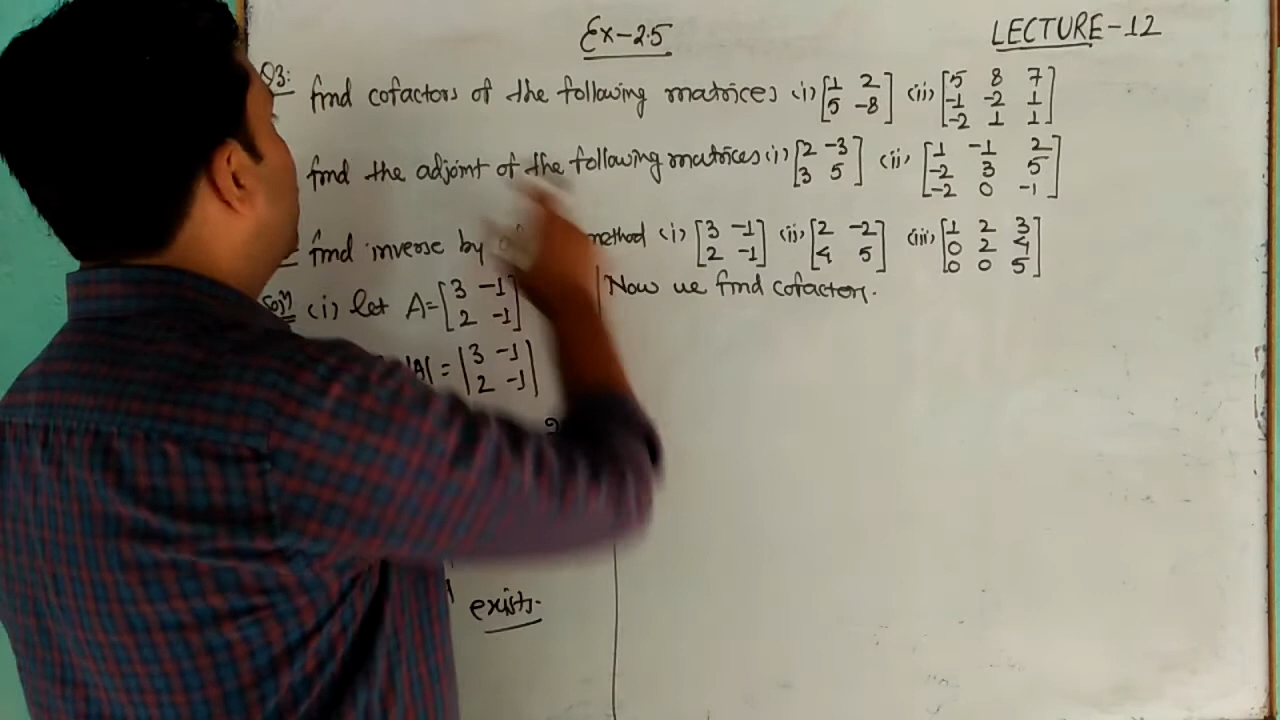 Ex-2.5
LECTURE-12
Q3: find cofactors of the following matrices (i) [1 2 5 -8] (ii) [5 8 7 -1 -2 1 -2 1 1]
find the adjoint of the following matrices (i) [2 -3 3 5] (ii) [1 -1 2 -2 3 5 -2 0 -1]
find inverse by method (i) [3 -1 2 -1] (ii) [2 -2 4 5] (iii) [1 2 3 0 2 4 0 0 5]
Soln (i) let A=[3 -1 2 -1]
|A| = |3 -1 2 -1|
exists.
Now we find cofactors.